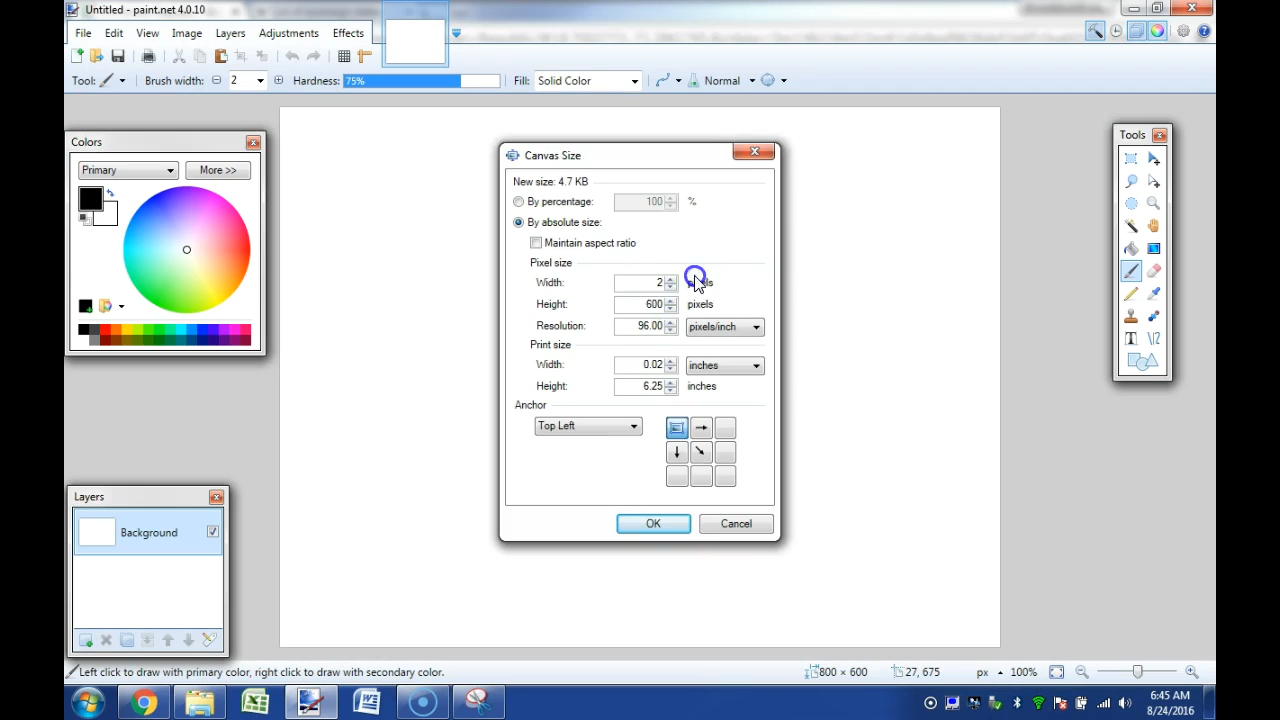 Untitled - paint.net 4.0.10
File Edit View Image Layers Adjustments Effects
Tool: Brush width: 2 Hardness: 75% Fill: Solid Color Normal
Colors
Primary More >>
Canvas Size
New size: 4.7 KB
By percentage: 100 %
By absolute size:
Maintain aspect ratio
Pixel size
Width: 2
Height: 600 pixels
Resolution: 96.00 pixels/inch
Print size
Width: 0.02 inches
Height: 6.25 inches
Anchor
Top Left
OK Cancel
Tools
Layers
Background
Left click to draw with primary color, right click to draw with secondary color. 800 × 600 27, 675 px 100%
6:45 AM
8/24/2016